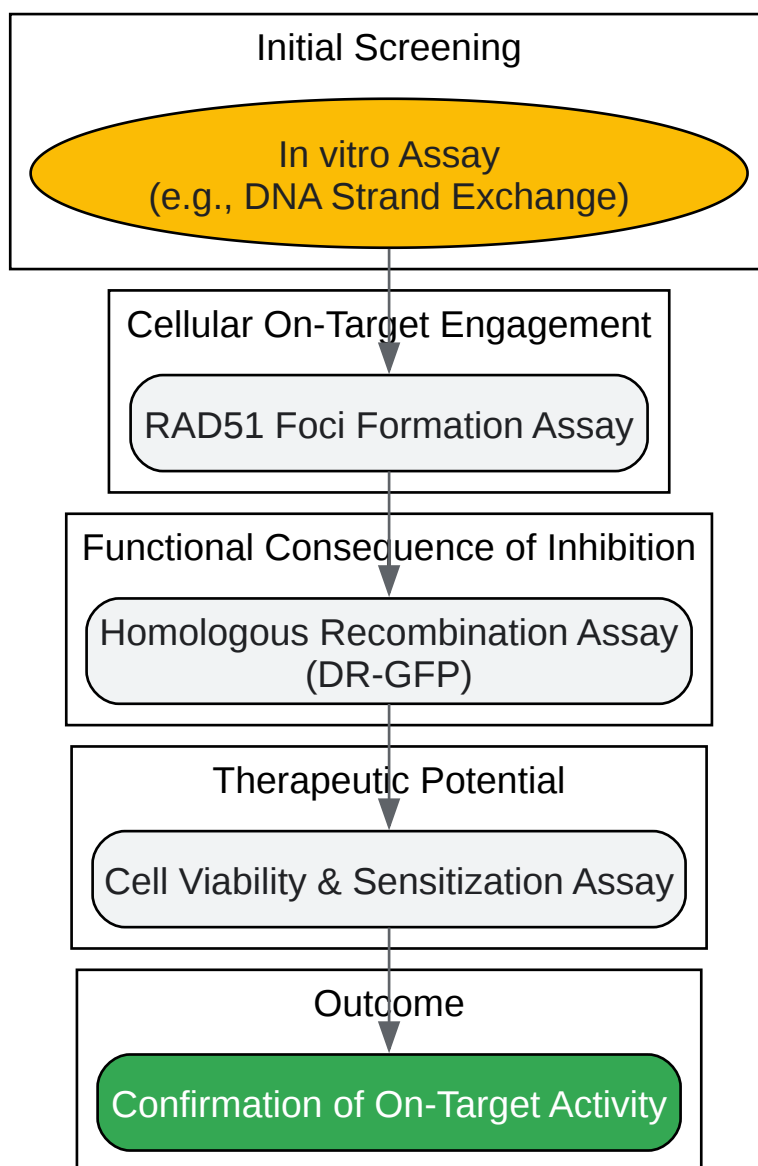 Initial Screening
In vitro Assay
(e.g., DNA Strand Exchange)
Cellular On-Target Engagement
RAD51 Foci Formation Assay
Functional Consequence of Inhibition
Homologous Recombination Assay
(DR-GFP)
Therapeutic Potential
Cell Viability & Sensitization Assay
Outcome
Confirmation of On-Target Activity